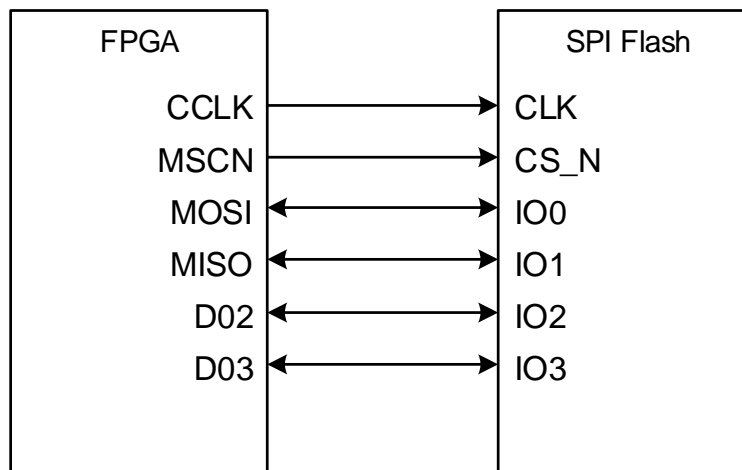 FPGA
SPI Flash
CCLK
CLK
MSCN
CS_N
MOSI
IO0
MISO
IO1
D02
IO2
D03
IO3